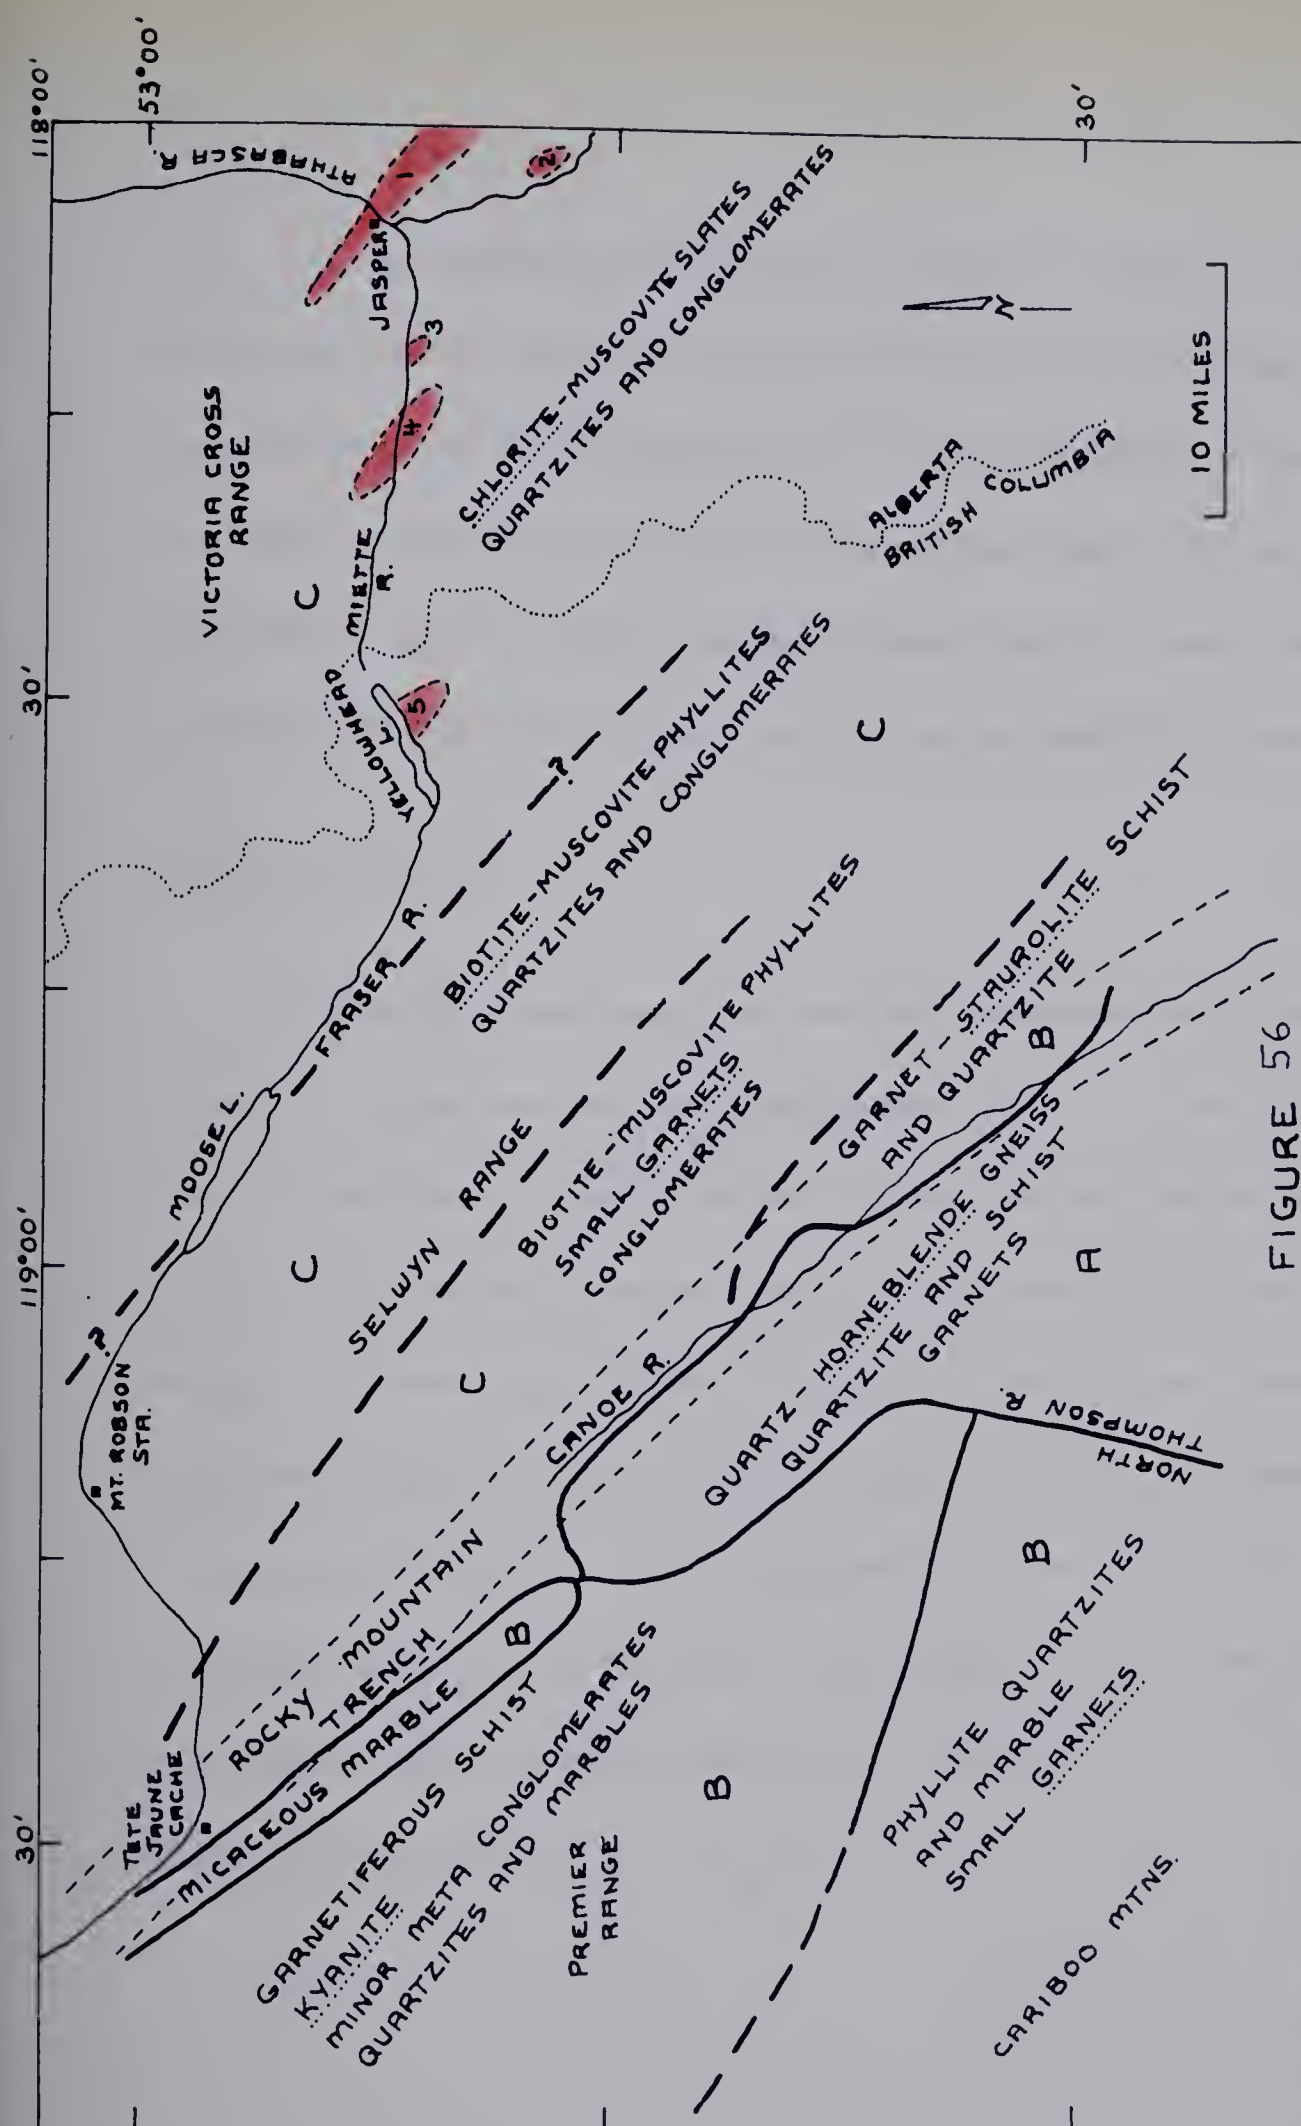 30'
119°00'
30'
118°00'
53°00'
30'
ATHABASCA R.
JASPER
1
2
3
4
5
VICTORIA CROSS
RANGE
C
MIETTE
R.
YELLOWHEAD
L.
MOOSE L.
FRASER R.
?
?
MT. ROBSON
STA.
TETE
JAUNE
CACHE
CHLORITE-MUSCOVITE SLATES
QUARTZITES AND CONGLOMERATES
ALBERTA
BRITISH COLUMBIA
N
10 MILES
BIOTITE-MUSCOVITE PHYLLITES
QUARTZITES AND CONGLOMERATES
C
C
SELWYN RANGE
C
BIOTITE-MUSCOVITE PHYLLITES
SMALL GARNETS
CONGLOMERATES
GARNET-STAUROLITE SCHIST
AND QUARTZITE
B
CANOE R.
ROCKY MOUNTAIN
TRENCH
MICACEOUS MARBLE
B
QUARTZ-HORNEBLENDE GNEISS
QUARTZITE AND SCHIST
GARNETS
A
NORTH
THOMPSON R.
GARNETIFEROUS SCHIST
KYANITE
MINOR META CONGLOMERATES
QUARTZITES AND MARBLES
PREMIER
RANGE
B
B
PHYLLITE QUARTZITES
AND MARBLE
SMALL GARNETS
CARIBOO MTNS.
FIGURE 56